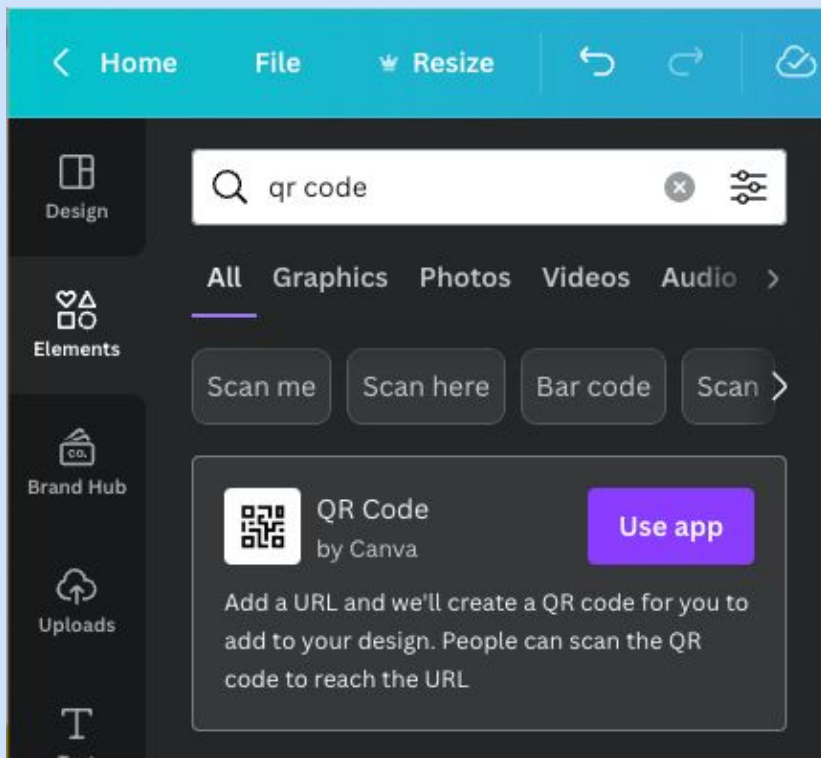 Home File Resize
Design
qr code
All Graphics Photos Videos Audio
Elements
Scan me Scan here Bar code Scan
Brand Hub
CO.
QR Code
by Canva
Use app
Add a URL and we'll create a QR code for you to
add to your design. People can scan the QR
code to reach the URL
Uploads
T